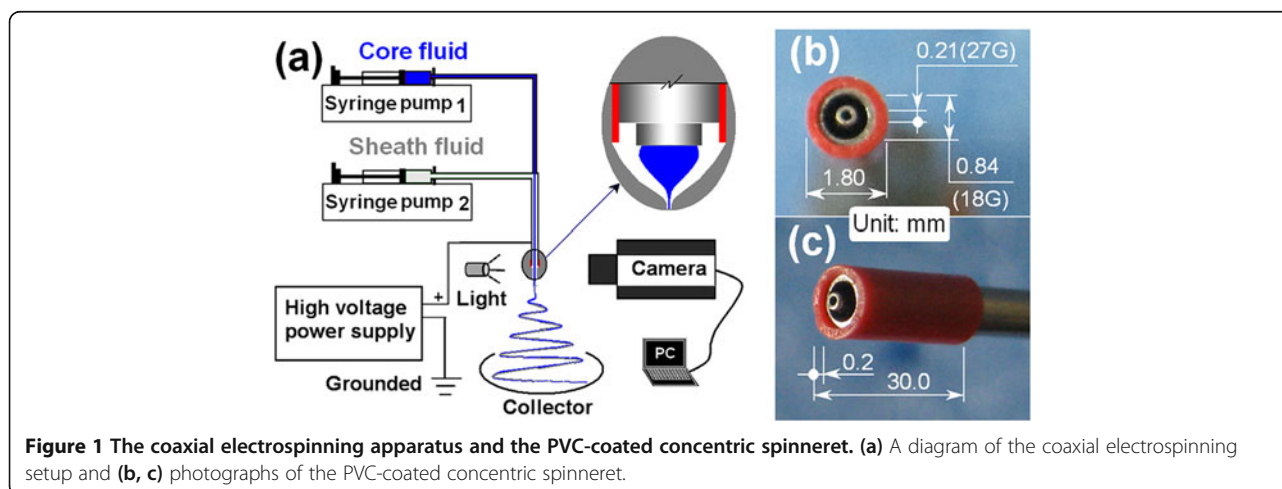 (a)
Core fluid
Syringe pump 1
Sheath fluid
Syringe pump 2
Light
Camera
+
High voltage
power supply
PC
Grounded
Collector
(b)
0.21(27G)
1.80
0.84
(18G)
Unit: mm
(c)
0.2
30.0
Figure 1 The coaxial electrospinning apparatus and the PVC-coated concentric spinneret. (a) A diagram of the coaxial electrospinning
setup and (b, c) photographs of the PVC-coated concentric spinneret.